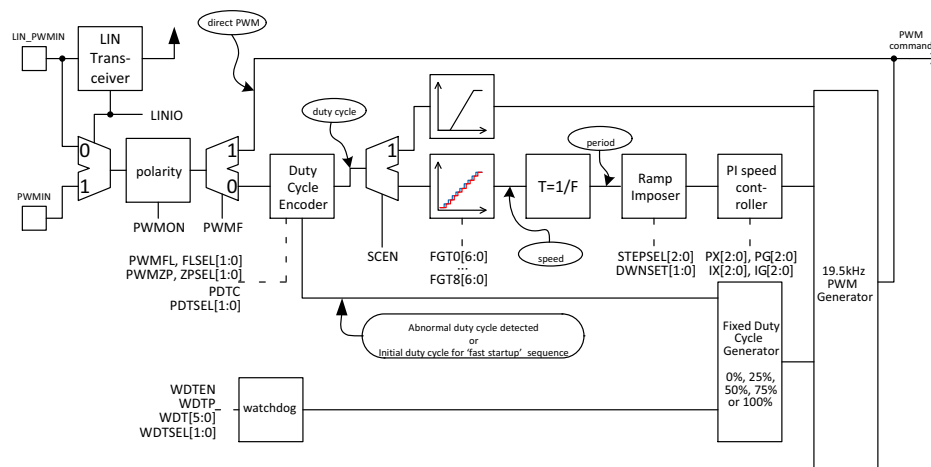 direct PWM
LIN_PWMIN
LIN
Trans-
ceiver
PWM
command
LINIO
duty cycle
0
1
polarity
1
0
Duty
Cycle
Encoder
1
period
T=1/F
Ramp
Imposer
PI speed
cont-
roller
PWMIN
PWMON
PWMF
SCEN
speed
PWMFL, FLSEL[1:0]
PWMZP, ZPSEL[1:0]
PDTC
PDTSEL[1:0]
FGT0[6:0]
...
FGT8[6:0]
STEPSEL[2:0]
DWNSET[1:0]
PX[2:0], PG[2:0]
IX[2:0], IG[2:0]
19.5kHz
PWM
Generator
Abnormal duty cycle detected
or
Initial duty cycle for 'fast startup' sequence
Fixed Duty
Cycle
Generator
0%, 25%,
50%, 75%
or 100%
WDTEN
WDTP
WDT[5:0]
WDTSEL[1:0]
watchdog